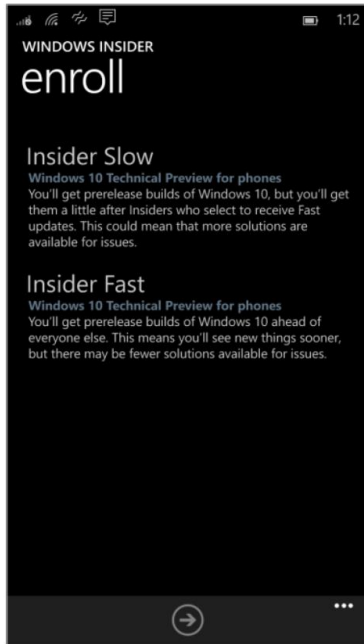 1:12
WINDOWS INSIDER
enroll
Insider Slow
Windows 10 Technical Preview for phones
You'll get prerelease builds of Windows 10, but you'll get
them a little after Insiders who select to receive Fast
updates. This could mean that more solutions are
available for issues.
Insider Fast
Windows 10 Technical Preview for phones
You'll get prerelease builds of Windows 10 ahead of
everyone else. This means you'll see new things sooner,
but there may be fewer solutions available for issues.